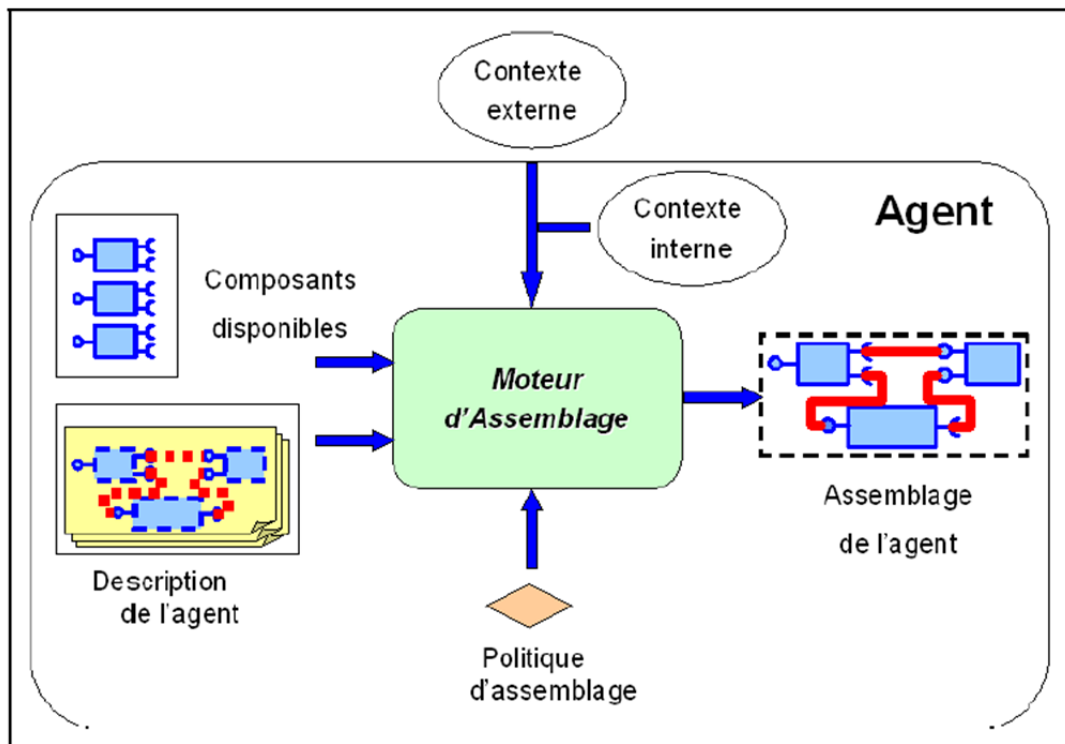 Contexte
externe
Agent
Contexte
interne
Composants
disponibles
Moteur
d'Assemblage
Assemblage
de l'agent
Description
de l'agent
Politique
d'assemblage